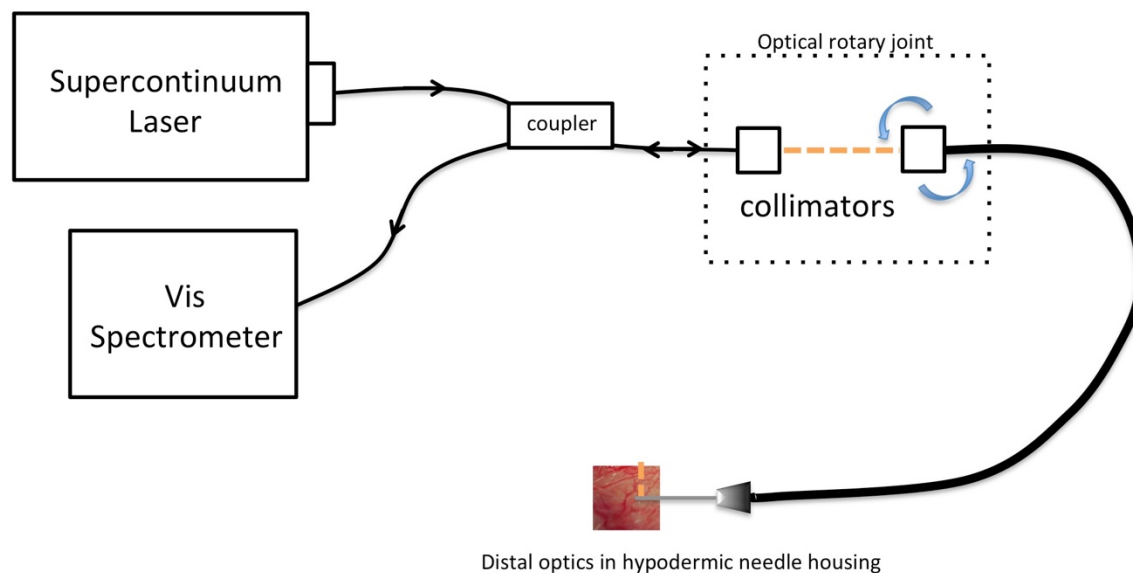 Optical rotary joint
Supercontinuum
Laser
coupler
collimators
Vis
Spectrometer
Distal optics in hypodermic needle housing